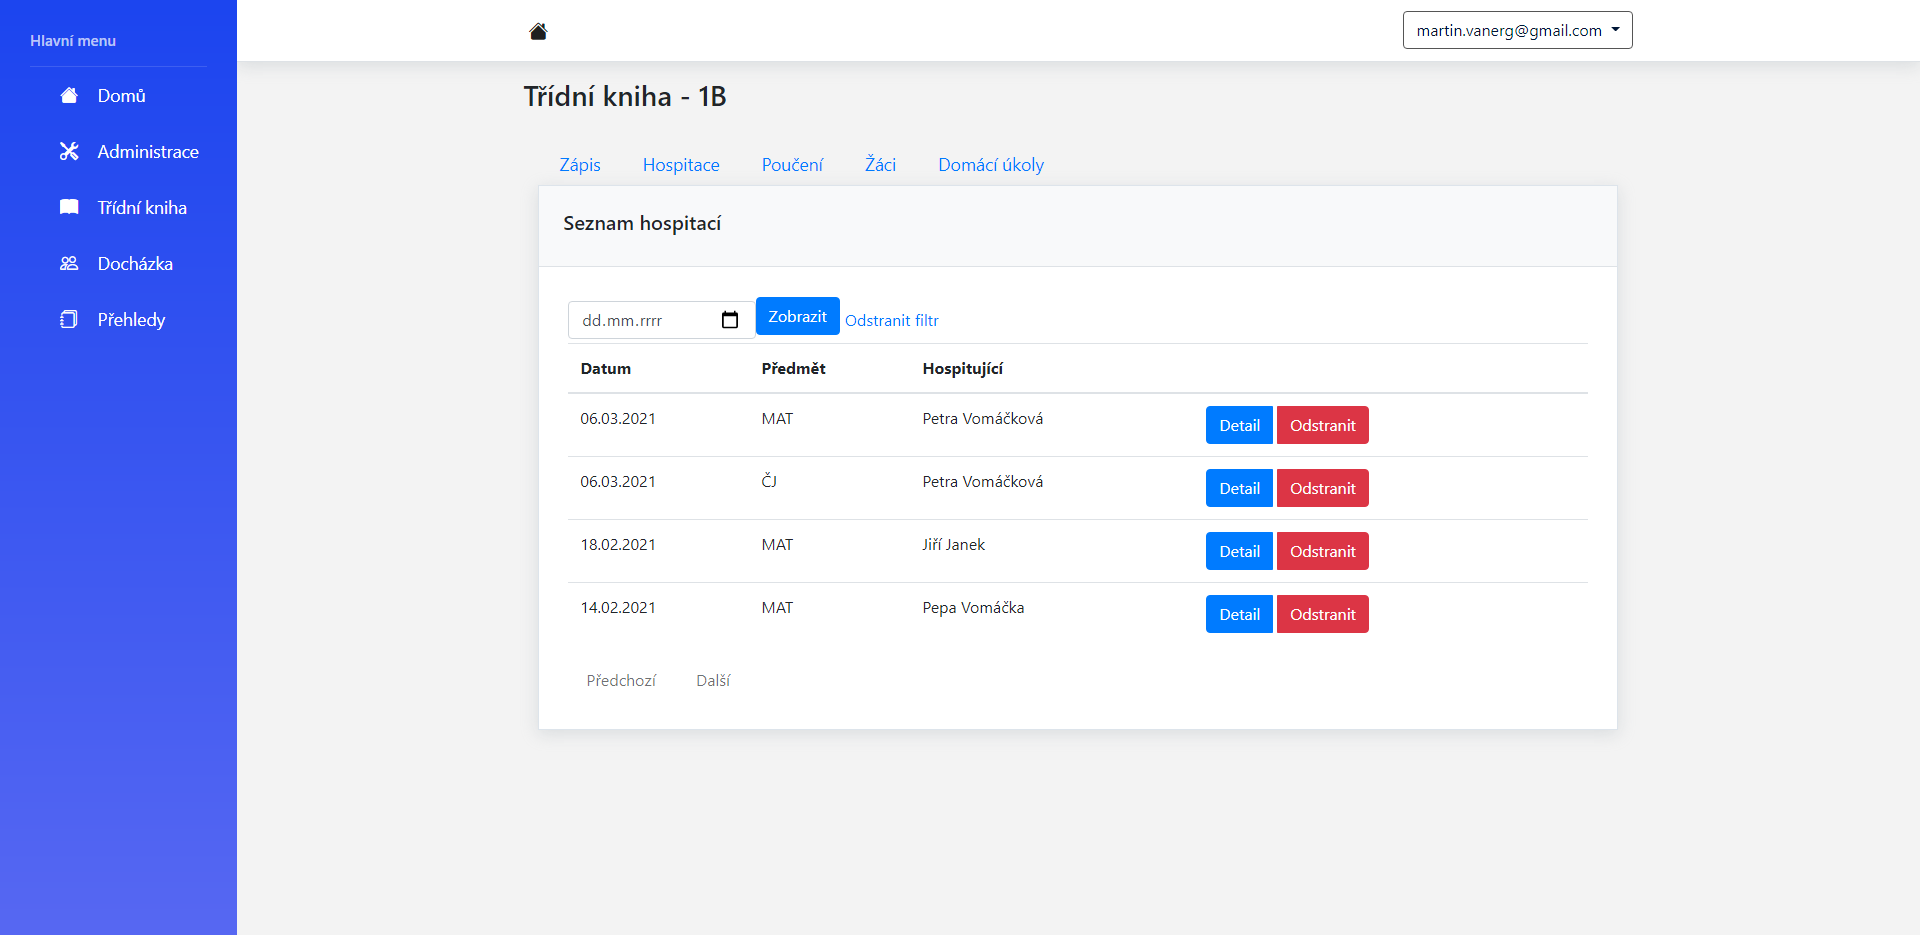 Hlavní menu
Domů
Administrace
Třídní kniha
Docházka
Přehledy
martin.vanerg@gmail.com
Třídní kniha - 1B
Zápis Hospitace Poučení Žáci Domácí úkoly
Seznam hospitací
dd.mm.rrrr Zobrazit Odstranit filtr
Datum Předmět Hospitující
06.03.2021 MAT Petra Vomáčková Detail Odstranit
06.03.2021 ČJ Petra Vomáčková Detail Odstranit
18.02.2021 MAT Jiří Janek Detail Odstranit
14.02.2021 MAT Pepa Vomáčka Detail Odstranit
Předchozí Další